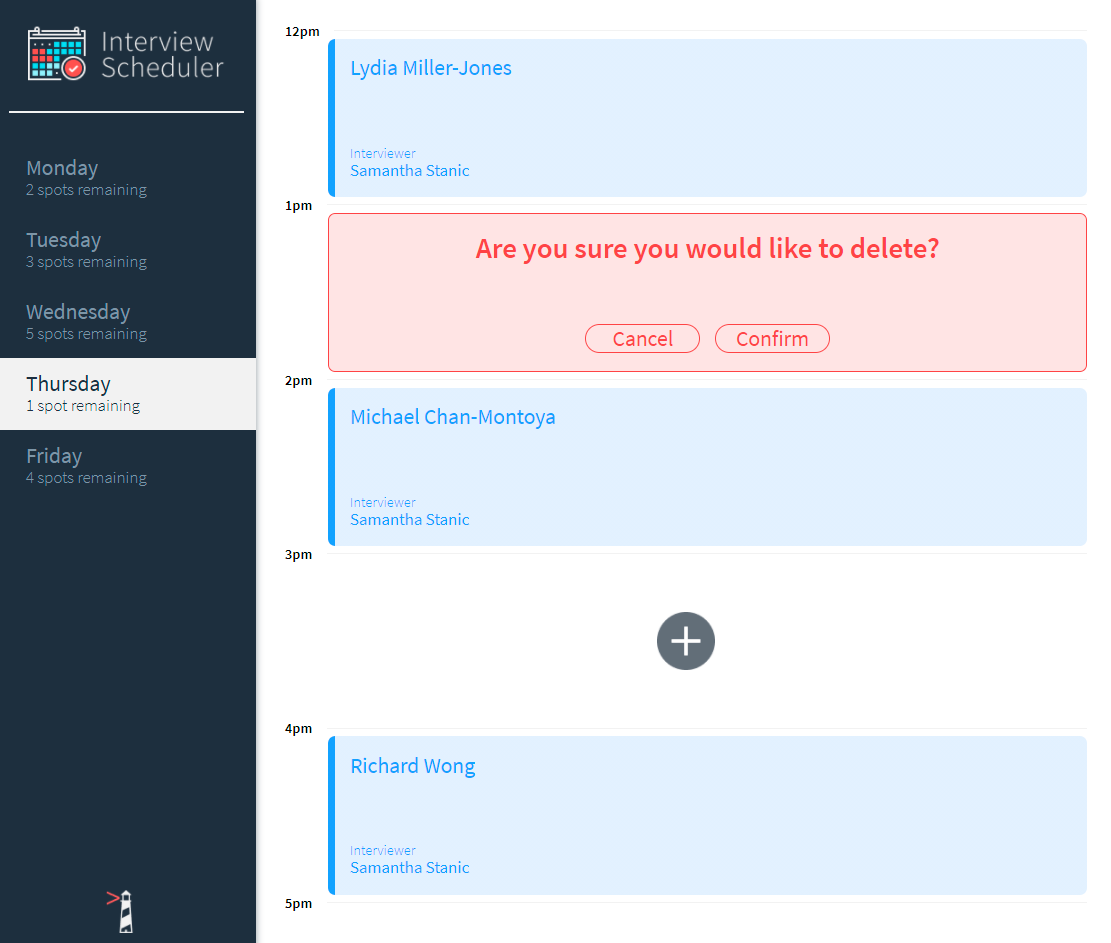 Interview
Scheduler
Monday
2 spots remaining
Tuesday
3 spots remaining
Wednesday
5 spots remaining
Thursday
1 spot remaining
Friday
4 spots remaining
12pm
Lydia Miller-Jones
Interviewer
Samantha Stanic
1pm
Are you sure you would like to delete?
Cancel Confirm
2pm
Michael Chan-Montoya
Interviewer
Samantha Stanic
3pm
4pm
Richard Wong
Interviewer
Samantha Stanic
5pm